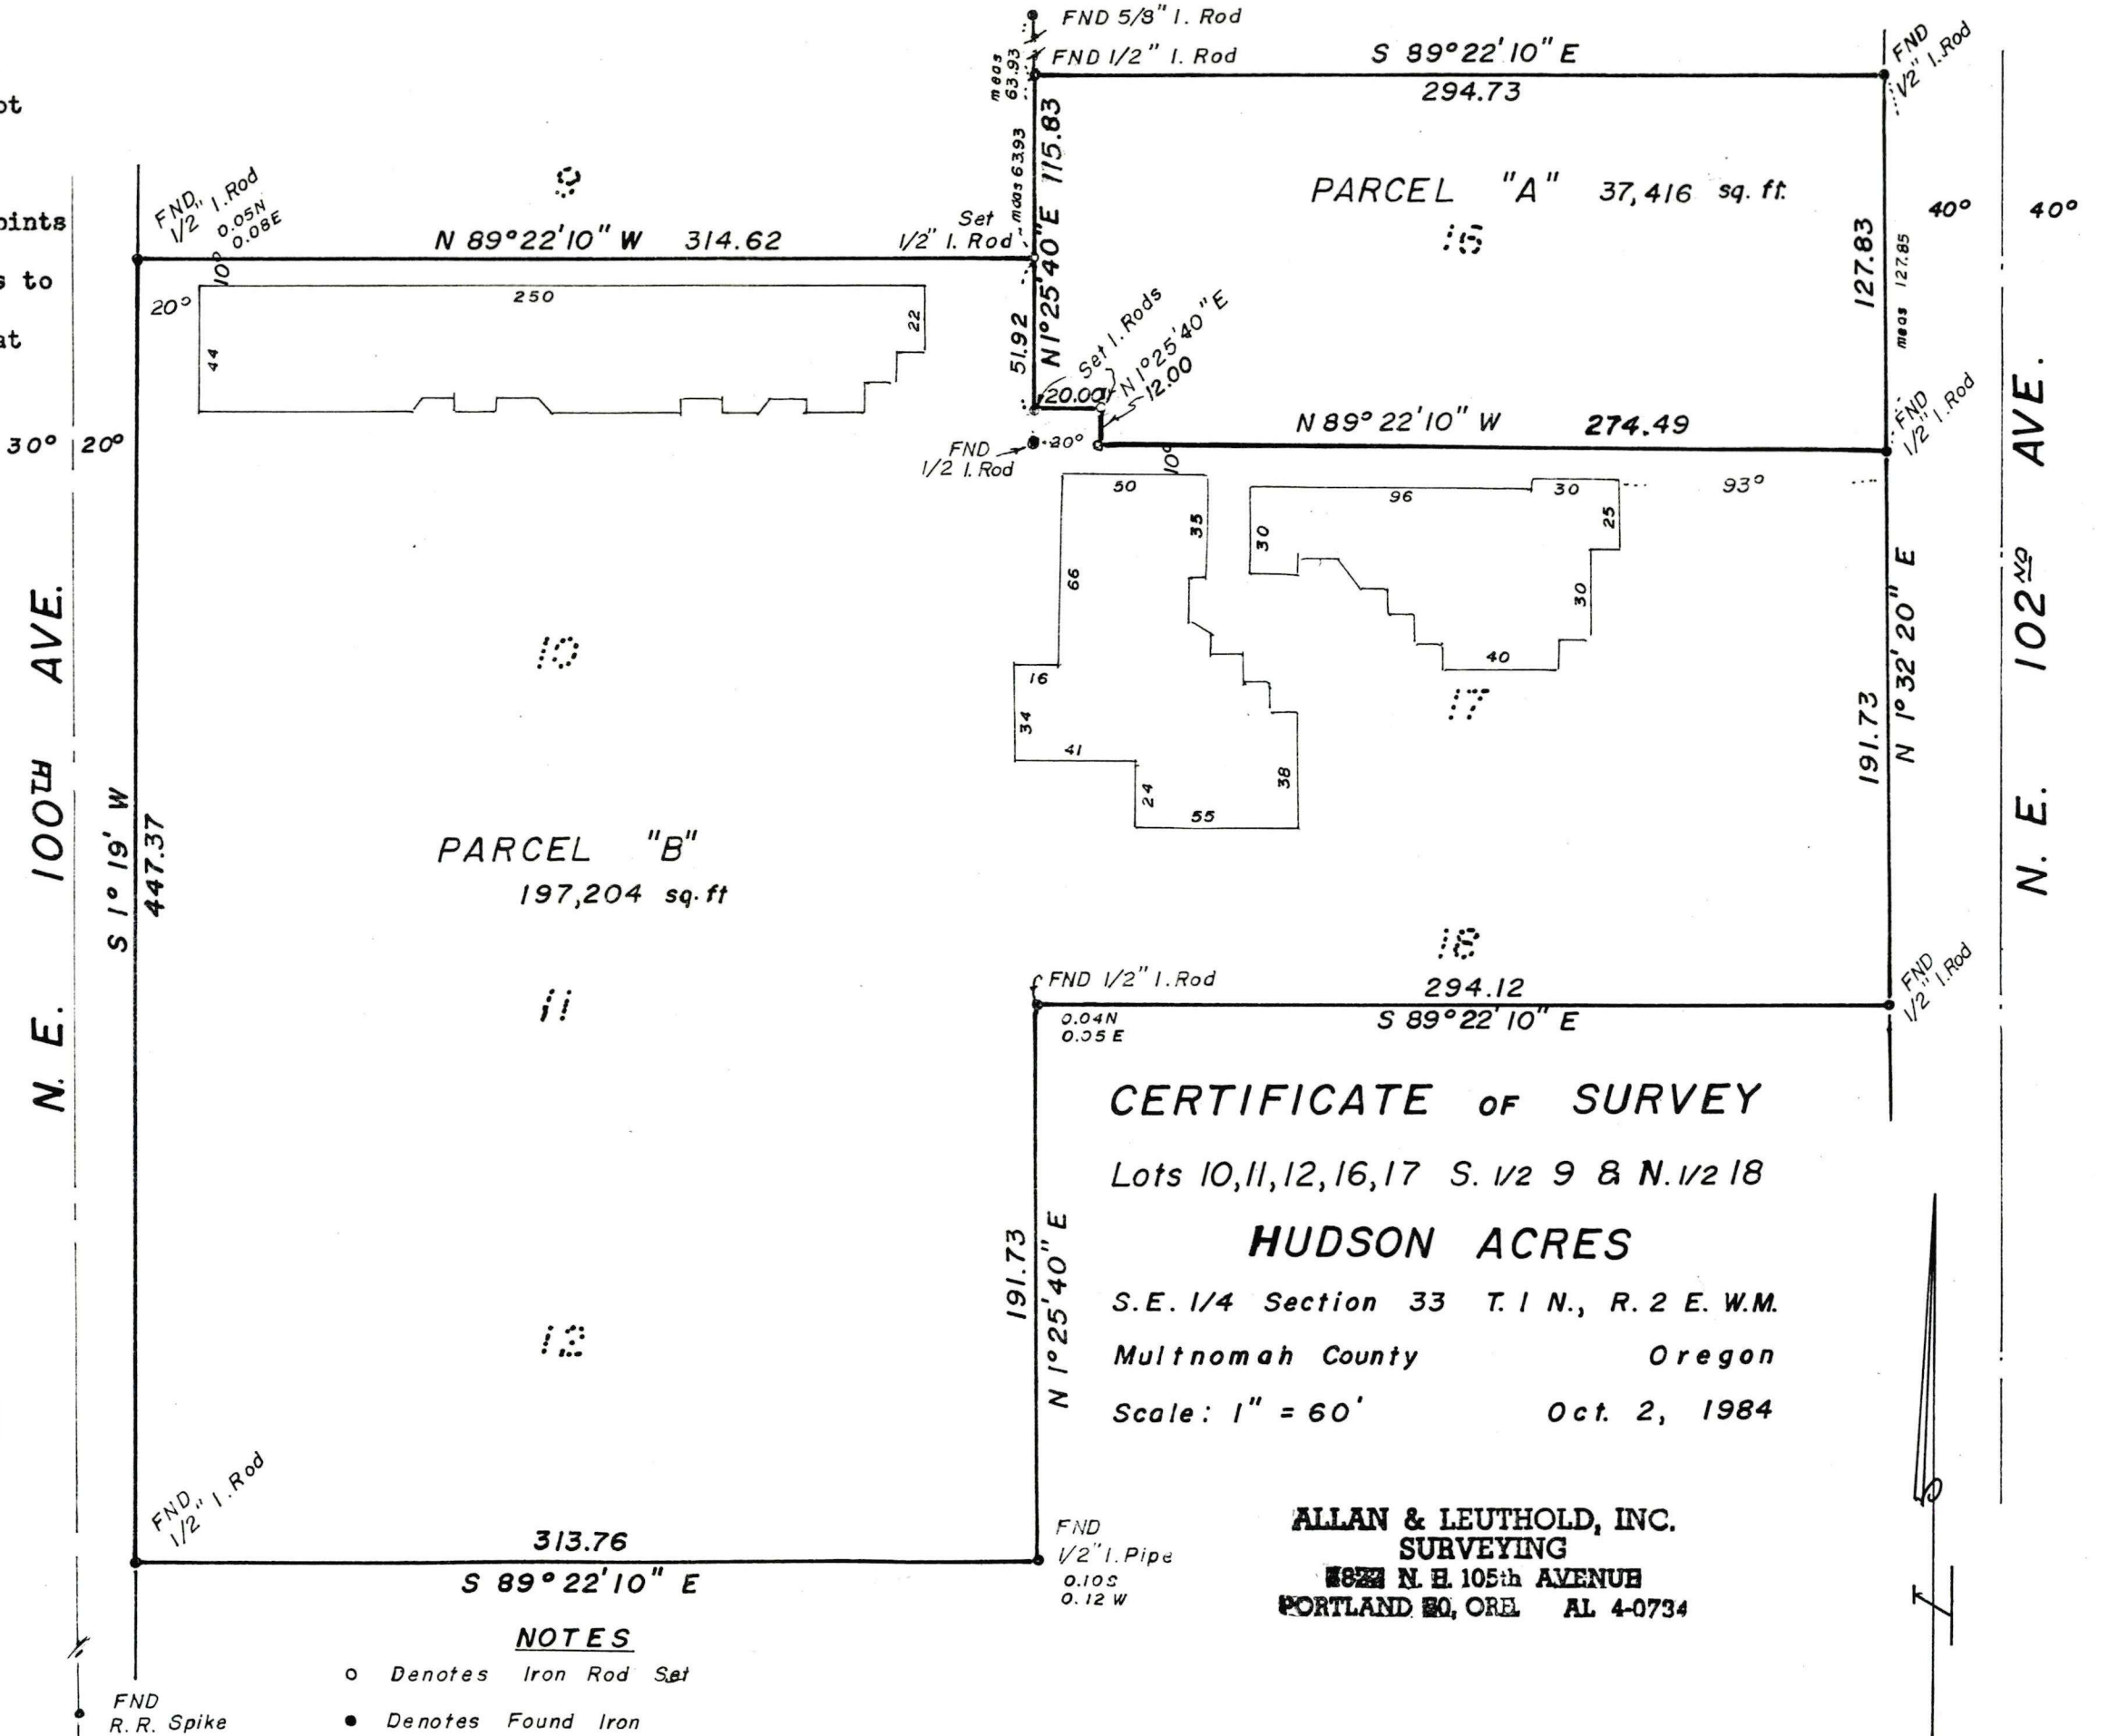 ot
oints
s to
at
FND 5/8" I. Rod
FND 1/2" I. Rod
S 89°22'10" E
294.73
FND
1/2" I.Rod
meas
63.93
meas 63.93
N 1°25'40" E 115.83
PARCEL "A" 37,416 sq. ft.
16
127.83
meas 127.85
40° 40°
9
FND
1/2" I.Rod
0.05N
0.08E
N 89°22'10" W 314.62
Set
1/2" I. Rod
10°
20°
250
22
44
51.92
Set I. Rods
N 1°25'40" E
12.00
20.00
N 89°22'10" W 274.49
FND
1/2" I.Rod
30° 20°
FND
1/2 I. Rod
20°
10°
50
35
66
16
34
41
24
55
38
96
30
93°
30
25
30
40
10
17
N 1°32'20" E
191.73
N. E. 100TH AVE.
N. E. 102ND AVE.
S 1°19' W
447.37
PARCEL "B"
197,204 sq. ft
11
18
FND 1/2" I. Rod
294.12
S 89°22'10" E
0.04N
0.05 E
FND
1/2" I.Rod
CERTIFICATE OF SURVEY
Lots 10,11,12,16,17 S. 1/2 9 & N. 1/2 18
HUDSON ACRES
S.E. 1/4 Section 33 T. 1 N., R. 2 E. W.M.
Multnomah County Oregon
Scale: 1" = 60' Oct. 2, 1984
191.73
N 1°25'40" E
12
FND
1/2" I. Rod
313.76
S 89°22'10" E
FND
1/2" I. Pipe
0.10S
0.12 W
ALLAN & LEUTHOLD, INC.
SURVEYING
N. E. 105th AVENUE
PORTLAND 20, ORE. AL 4-0734
NOTES
o Denotes Iron Rod Set
● Denotes Found Iron
FND
R.R. Spike